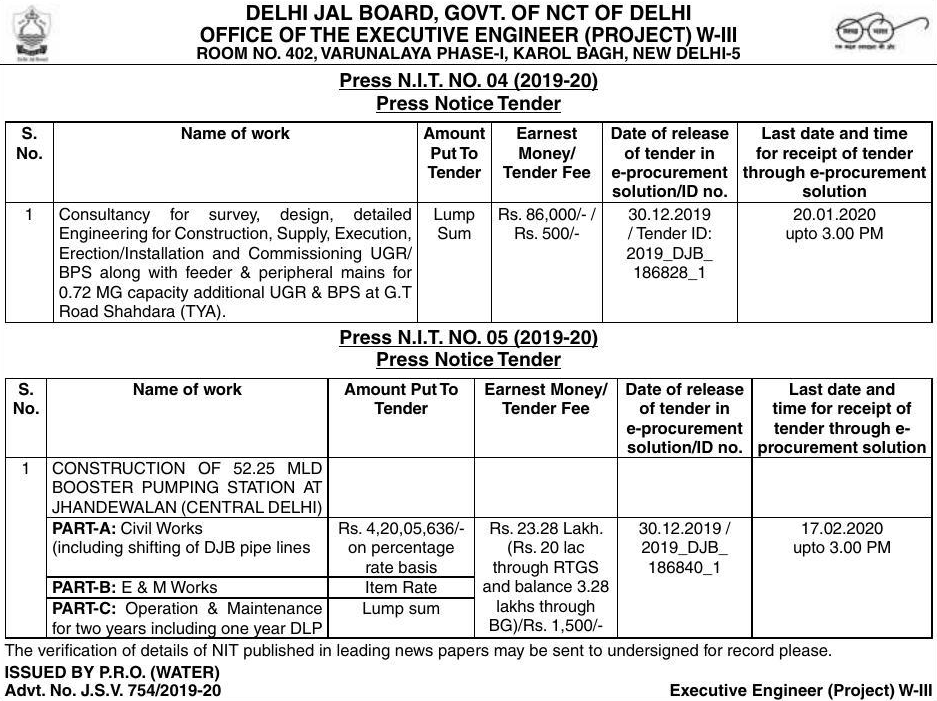 DELHI JAL BOARD, GOVT. OF NCT OF DELHI
OFFICE OF THE EXECUTIVE ENGINEER (PROJECT) W-III
ROOM NO. 402, VARUNALAYA PHASE-I, KAROL BAGH, NEW DELHI-5
Press N.I.T. NO. 04 (2019-20)
Press Notice Tender
S. No.
Name of work
Amount Put To Tender
Earnest Money/ Tender Fee
Date of release of tender in e-procurement solution/ID no.
Last date and time for receipt of tender through e-procurement solution
1
Consultancy for survey, design, detailed
Engineering for Construction, Supply, Execution,
Erection/Installation and Commissioning UGR/
BPS along with feeder & peripheral mains for
0.72 MG capacity additional UGR & BPS at G.T
Road Shahdara (TYA).
Lump
Sum
Rs. 86,000/- /
Rs. 500/-
30.12.2019
/ Tender ID:
2019_DJB_
186828_1
20.01.2020
upto 3.00 PM
Press N.I.T. NO. 05 (2019-20)
Press Notice Tender
S.
No.
Name of work
Amount Put To
Tender
Earnest Money/
Tender Fee
Date of release
of tender in
e-procurement
solution/ID no.
Last date and
time for receipt of
tender through e-
procurement solution
1
CONSTRUCTION OF 52.25 MLD
BOOSTER PUMPING STATION AT
JHANDEWALAN (CENTRAL DELHI)
PART-A: Civil Works
(including shifting of DJB pipe lines
Rs. 4,20,05,636/-
on percentage
rate basis
PART-B: E & M Works
Item Rate
PART-C: Operation & Maintenance
for two years including one year DLP
Lump sum
Rs. 23.28 Lakh.
(Rs. 20 lac
through RTGS
and balance 3.28
lakhs through
BG)/Rs. 1,500/-
30.12.2019 /
2019_DJB_
186840_1
17.02.2020
upto 3.00 PM
The verification of details of NIT published in leading news papers may be sent to undersigned for record please.
ISSUED BY P.R.O. (WATER)
Advt. No. J.S.V. 754/2019-20
Executive Engineer (Project) W-III